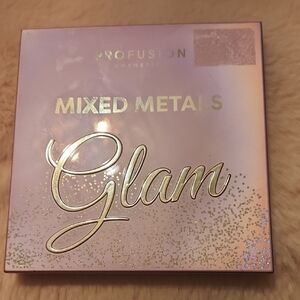 PROFUSION
COSMETICS
MIXED METALS
Glam